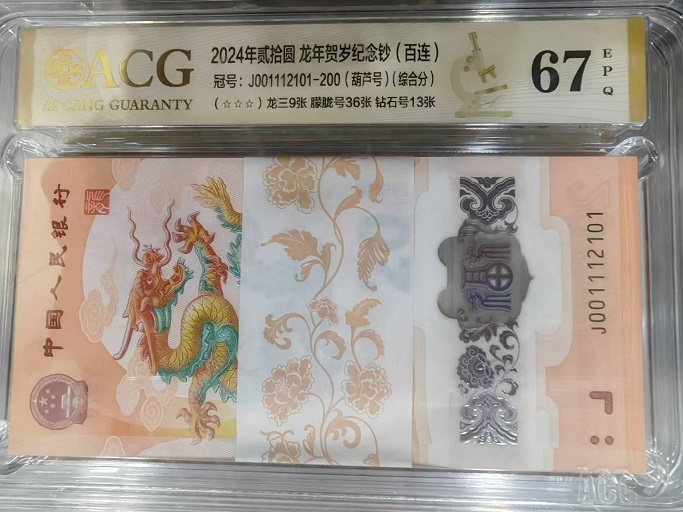 ACG
AI CANG GUARANTY
2024年贰拾圆 龙年贺岁纪念钞（百连）
冠号：J001112101-200（葫芦号）（综合分）
（☆☆☆）龙三9张 朦胧号36张 钻石号13张
67
EPQ
中国人民银行
J001112101
ACG